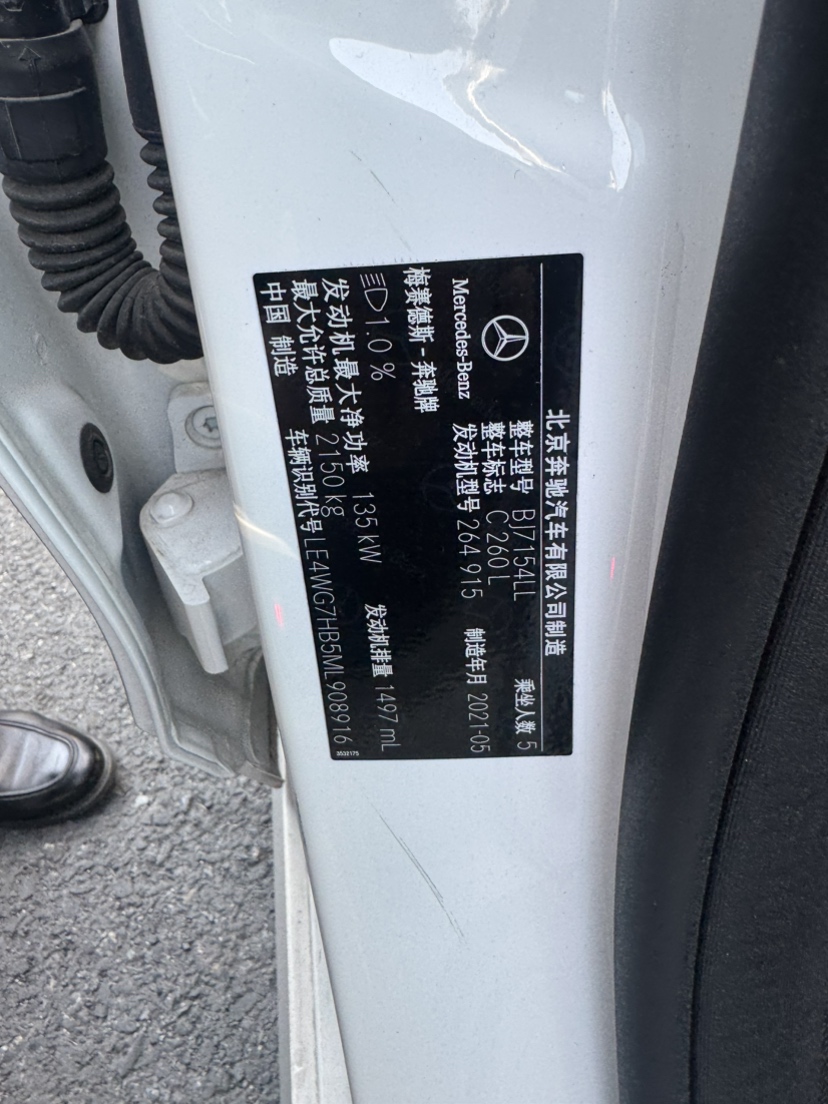 北京奔驰汽车有限公司制造
整车型号 BJ7154LL 乘坐人数 5
整车标志 C 260 L
发动机型号 264 915 制造年月 2021-05
Mercedes-Benz
梅赛德斯-奔驰牌
1.0 %
发动机最大净功率 135 kW 发动机排量 1497 mL
最大允许总质量 2150 kg
车辆识别代号 LE4WG7HB5ML908916
中国 制造
3532175